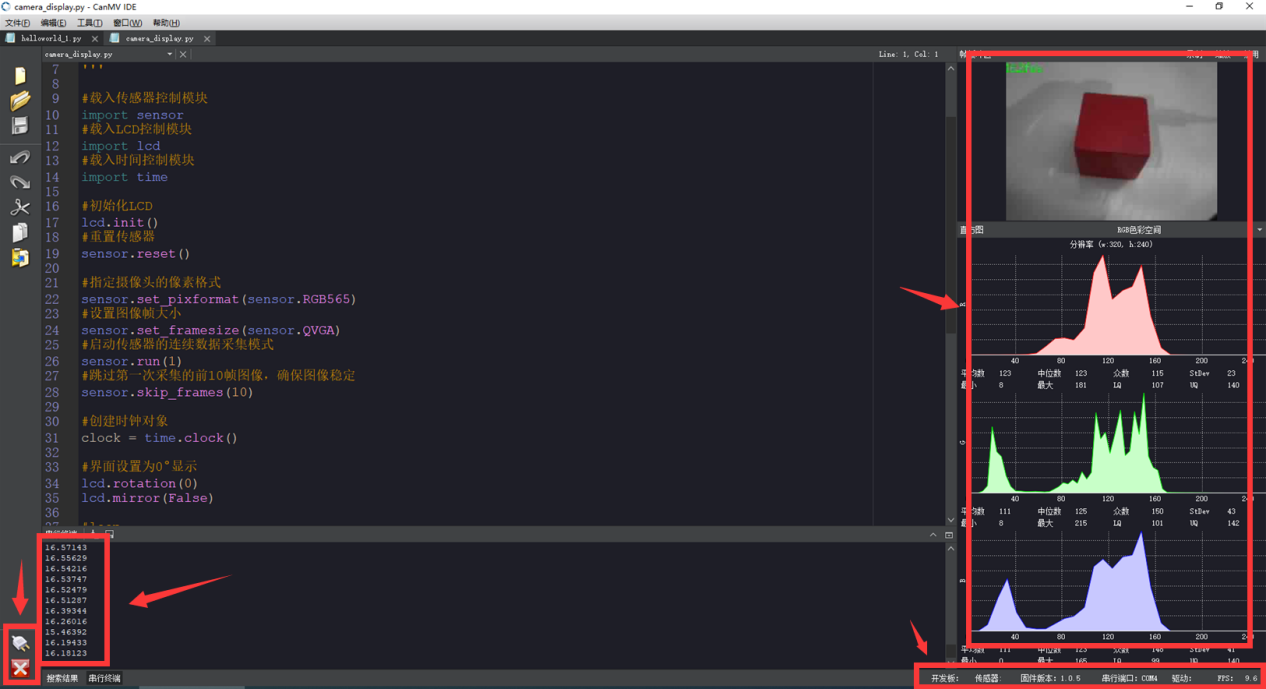 camera_display.py - CanMV IDE
文件(F) 编辑(E) 工具(T) 窗口(W) 帮助(H)
helloworld_1.py camera_display.py
camera_display.py Line: 1, Col: 1
7 '''
8
9 #载入传感器控制模块
10 import sensor
11 #载入LCD控制模块
12 import lcd
13 #载入时间控制模块
14 import time
15
16 #初始化LCD
17 lcd.init()
18 #重置传感器
19 sensor.reset()
20
21 #指定摄像头的像素格式
22 sensor.set_pixformat(sensor.RGB565)
23 #设置图像帧大小
24 sensor.set_framesize(sensor.QVGA)
25 #启动传感器的连续数据采集模式
26 sensor.run(1)
27 #跳过第一次采集的前10帧图像，确保图像稳定
28 sensor.skip_frames(10)
29
30 #创建时钟对象
31 clock = time.clock()
32
33 #界面设置为0°显示
34 lcd.rotation(0)
35 lcd.mirror(False)
36
串行终端
16.57143
16.55629
16.54216
16.53747
16.52479
16.51287
16.39344
16.26016
15.46392
16.19433
16.18123
搜索结果 串行终端
直方图 RGB色彩空间
分辨率 (w:320, h:240)
R
40 80 120 160 200
平均数 123 中位数 123 众数 115 StDev 23
最小 8 最大 181 LQ 107 UQ 140
G
40 80 120 160 200
平均数 111 中位数 125 众数 150 StDev 43
最小 8 最大 215 LQ 101 UQ 142
B
40 80 120 160 200
平均数 111 中位数 123 众数 148 StDev 41
最小 0 最大 165 LQ 99 UQ 140
开发板: 传感器: 固件版本: 1.0.5 串行端口: COM4 驱动: FPS: 9.6